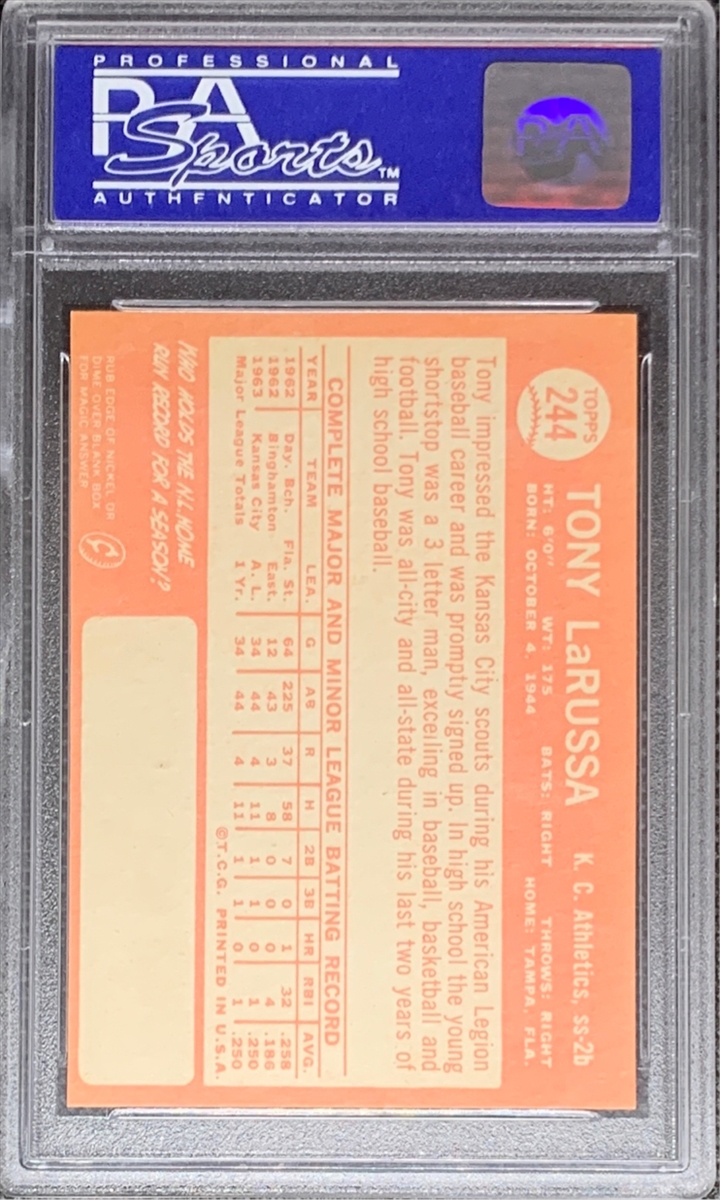 PROFESSIONAL
PSA
Sports™
AUTHENTICATOR
PSA
TOPPS
244
TONY LaRUSSA K. C. Athletics, ss-2b
HT: 6'0" WT: 175 BATS: RIGHT THROWS: RIGHT
BORN: OCTOBER 4, 1944 HOME: TAMPA, FLA.
Tony impressed the Kansas City scouts during his American Legion
baseball career and was promptly signed up. In high school the young
shortstop was a 3 letter man, excelling in baseball, basketball and
football. Tony was all-city and all-state during his last two years of
high school baseball.
COMPLETE MAJOR AND MINOR LEAGUE BATTING RECORD
YEAR TEAM LEA. G AB R H 2B 3B HR RBI AVG.
1962 Day. Bch. Fla. St. 64 225 37 58 7 0 1 32 .258
1962 Binghamton East. 12 43 3 8 0 0 0 4 .186
1963 Kansas City A. L. 34 44 4 11 1 1 0 1 .250
Major League Totals 1 Yr. 34 44 4 11 1 1 0 1 .250
©T.C.G. PRINTED IN U.S.A.
WHO HOLDS THE N.L. HOME
RUN RECORD FOR A SEASON?
RUB EDGE OF NICKEL OR
DIME OVER BLANK BOX
FOR MAGIC ANSWER